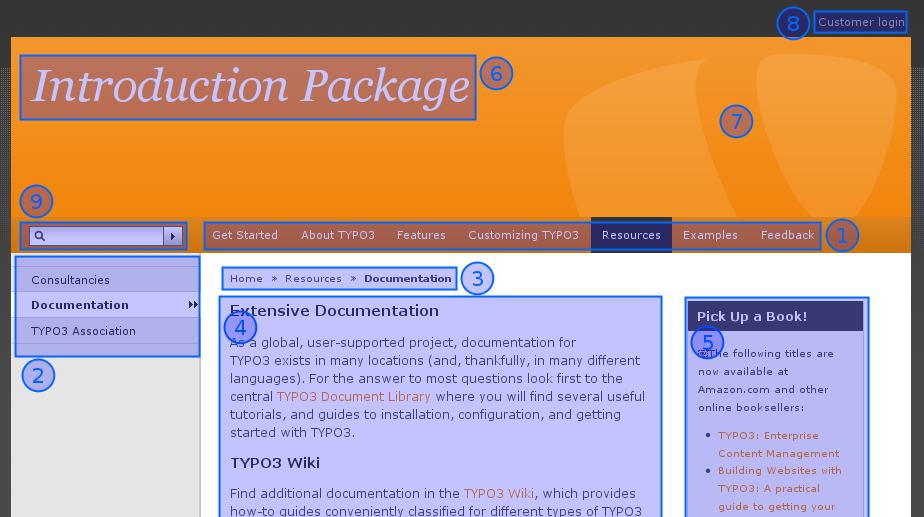 8 Customer login
Introduction Package 6
7
9
Get Started About TYPO3 Features Customizing TYPO3 Resources Examples Feedback 1
Consultancies
Documentation
TYPO3 Association
2
Home » Resources » Documentation 3
Extensive Documentation
4
As a global, user-supported project, documentation for
TYPO3 exists in many locations (and, thankfully, in many different
languages). For the answer to most questions look first to the
central TYPO3 Document Library where you will find several useful
tutorials, and guides to installation, configuration, and getting
started with TYPO3.
TYPO3 Wiki
Find additional documentation in the TYPO3 Wiki, which provides
how-to guides conveniently classified for different types of TYPO3
Pick Up a Book!
5
The following titles are
now available at
Amazon.com and other
online booksellers:
• TYPO3: Enterprise
Content Management
• Building Websites with
TYPO3: A practical
guide to getting your